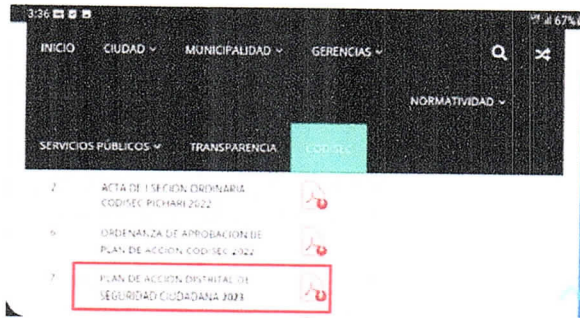 3:36
67%
INICIO CIUDAD MUNICIPALIDAD GERENCIAS
NORMATIVIDAD
SERVICIOS PÚBLICOS TRANSPARENCIA CODISEC
ACTA DE I SECION ORDINARIA
CODISEC PICHARI 2022
6 ORDENANZA DE APROBACION DE
PLAN DE ACCION CODISEC 2022
7 PLAN DE ACCION DISTRITAL DE
SEGURIDAD CIUDADANA 2023